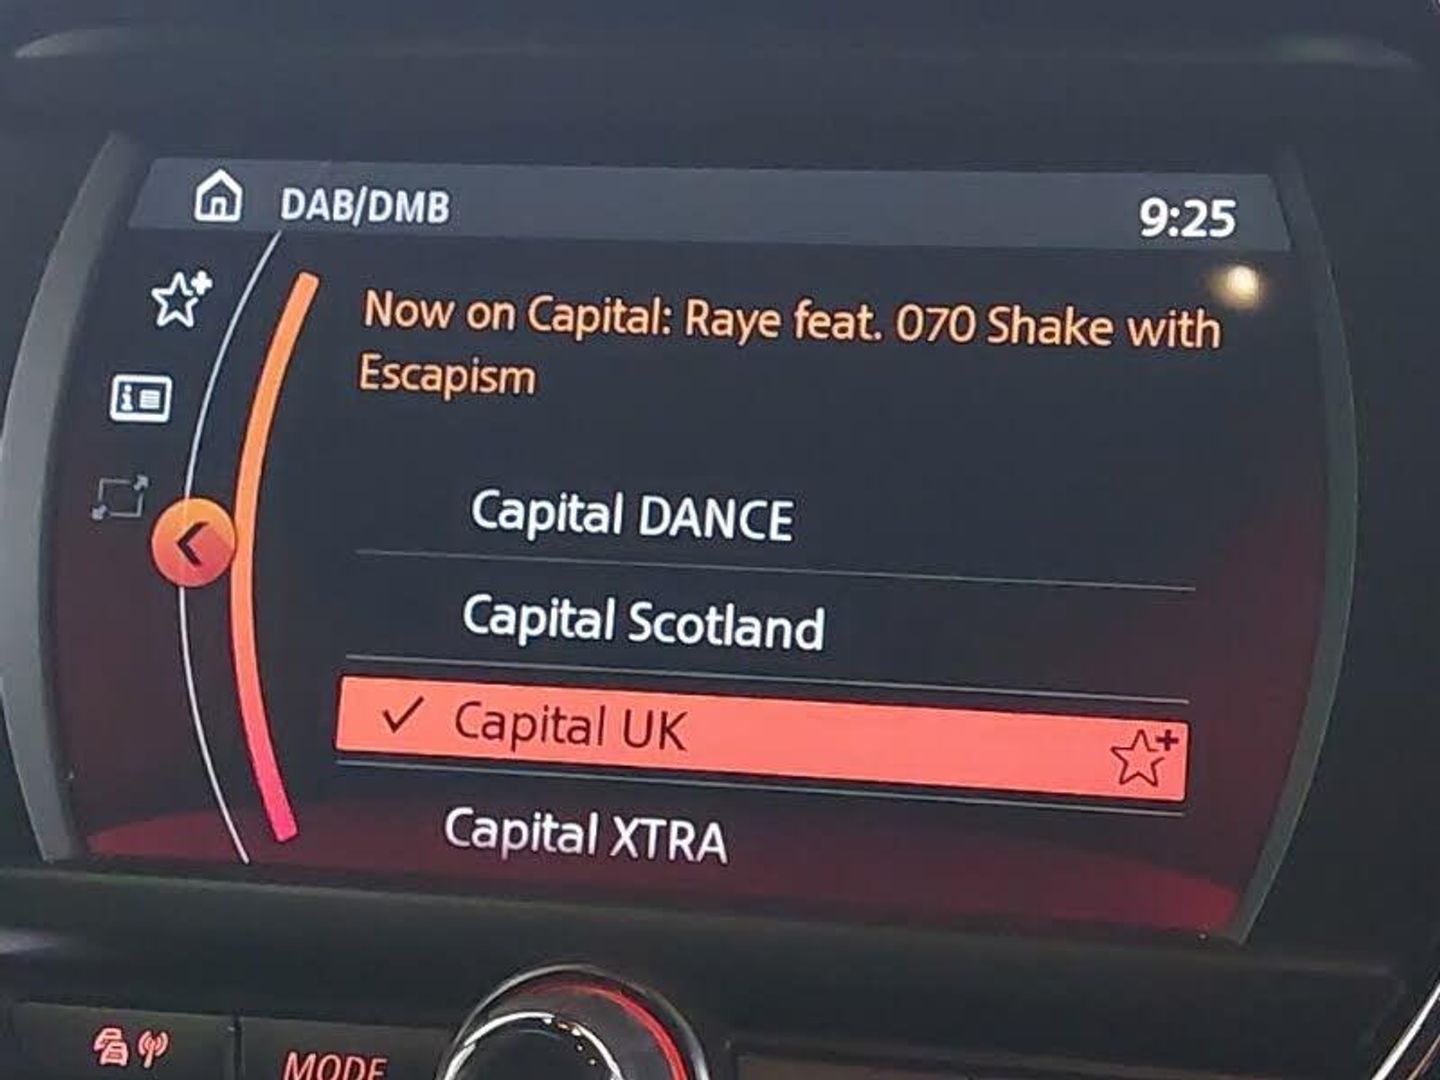 DAB/DMB
9:25
Now on Capital: Raye feat. 070 Shake with
Escapism
Capital DANCE
Capital Scotland
Capital UK
Capital XTRA
MODE